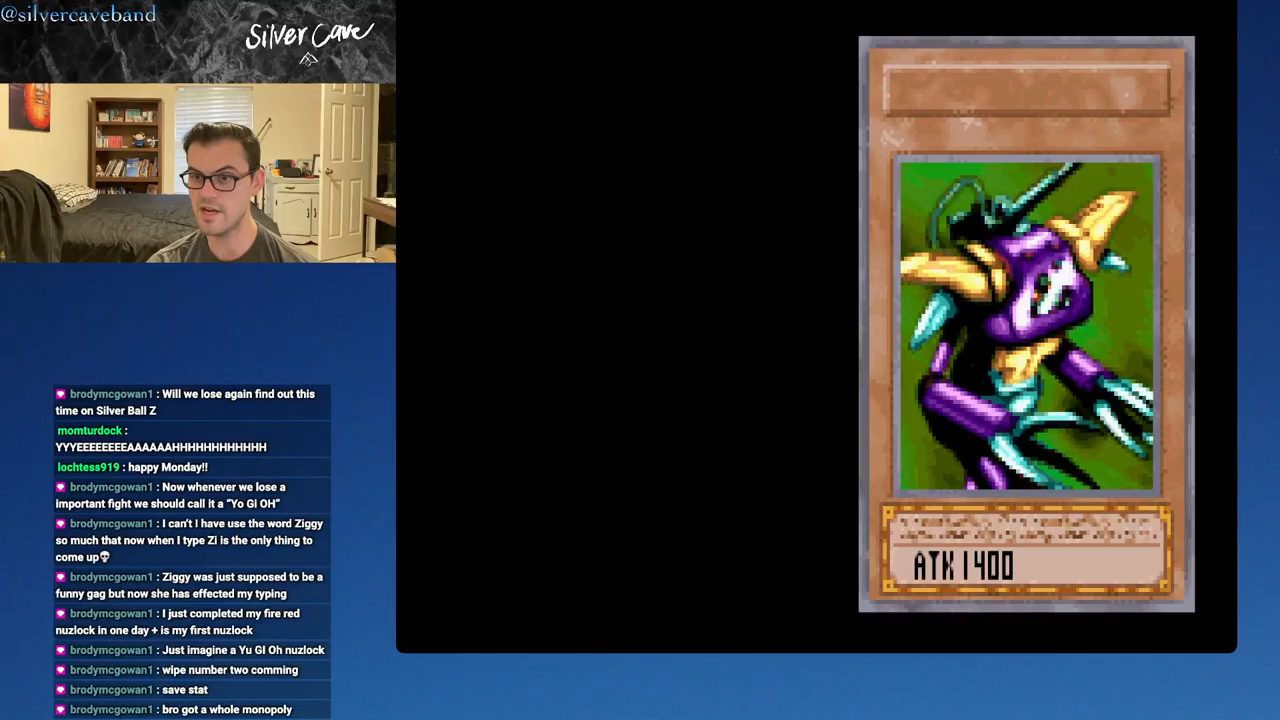 @silvercaveband
Silver Cave
brodymcgowan1 : Will we lose again find out this
time on Silver Ball Z
momturdock :
YYYEEEEEEEEAAAAAAHHHHHHHHHHHH
lochtess919 : happy Monday!!
brodymcgowan1 : Now whenever we lose a
important fight we should call it a “Yo Gi OH”
brodymcgowan1 : I can’t I have use the word Ziggy
so much that now when I type Zi is the only thing to
come up💀
brodymcgowan1 : Ziggy was just supposed to be a
funny gag but now she has effected my typing
brodymcgowan1 : I just completed my fire red
nuzlock in one day + is my first nuzlock
brodymcgowan1 : Just imagine a Yu GI Oh nuzlock
brodymcgowan1 : wipe number two comming
brodymcgowan1 : save stat
brodymcgowan1 : bro got a whole monopoly
ATK 1400